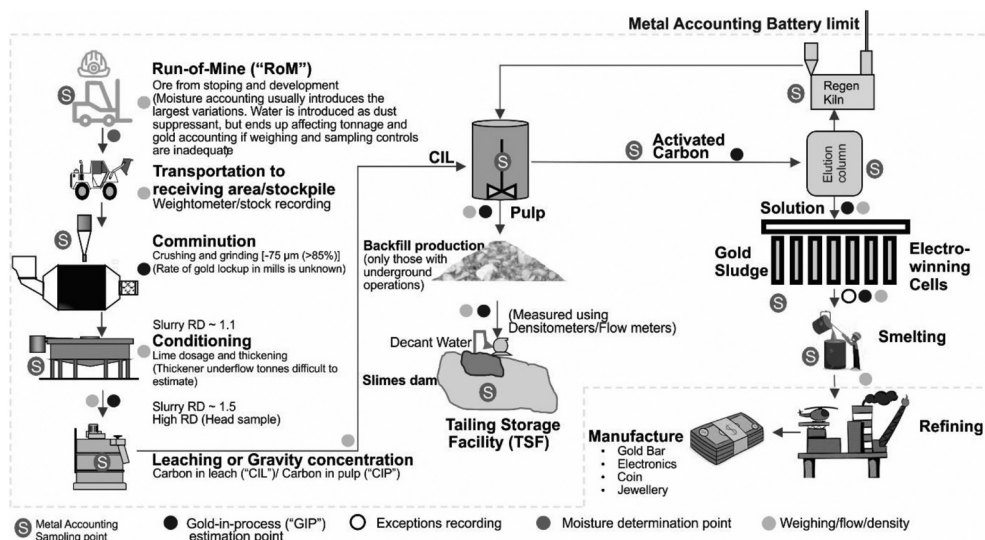 Metal Accounting Battery limit
Run-of-Mine (“RoM”)
Ore from stoping and development
(Moisture accounting usually introduces the
largest variations. Water is introduced as dust
suppressant, but ends up affecting tonnage and
gold accounting if weighing and sampling controls
are inadequate
S
Transportation to
receiving area/stockpile
Weightometer/stock recording
S
Comminution
Crushing and grinding [-75 µm (>85%)]
(Rate of gold lockup in mills is unknown)
Slurry RD ~ 1.1
Conditioning
Lime dosage and thickening
(Thickener underflow tonnes difficult to
estimate)
S
Slurry RD ~ 1.5
High RD (Head sample)
S
Leaching or Gravity concentration
Carbon in leach (“CIL”)/ Carbon in pulp (“CIP”)
CIL
S
Pulp
Backfill production
(only those with
underground
operations)
(Measured using
Densitometers/Flow meters)
Decant Water
Slimes dam
S
Tailing Storage
Facility (TSF)
S
Activated
Carbon
S
Regen
Kiln
Elution
column
S
Solution
Gold
Sludge
S
Electro-
winning
Cells
S
Smelting
Refining
Manufacture
• Gold Bar
• Electronics
• Coin
• Jewellery
S Metal Accounting
Sampling point
Gold-in-process (“GIP”)
estimation point
Exceptions recording
Moisture determination point
Weighing/flow/density